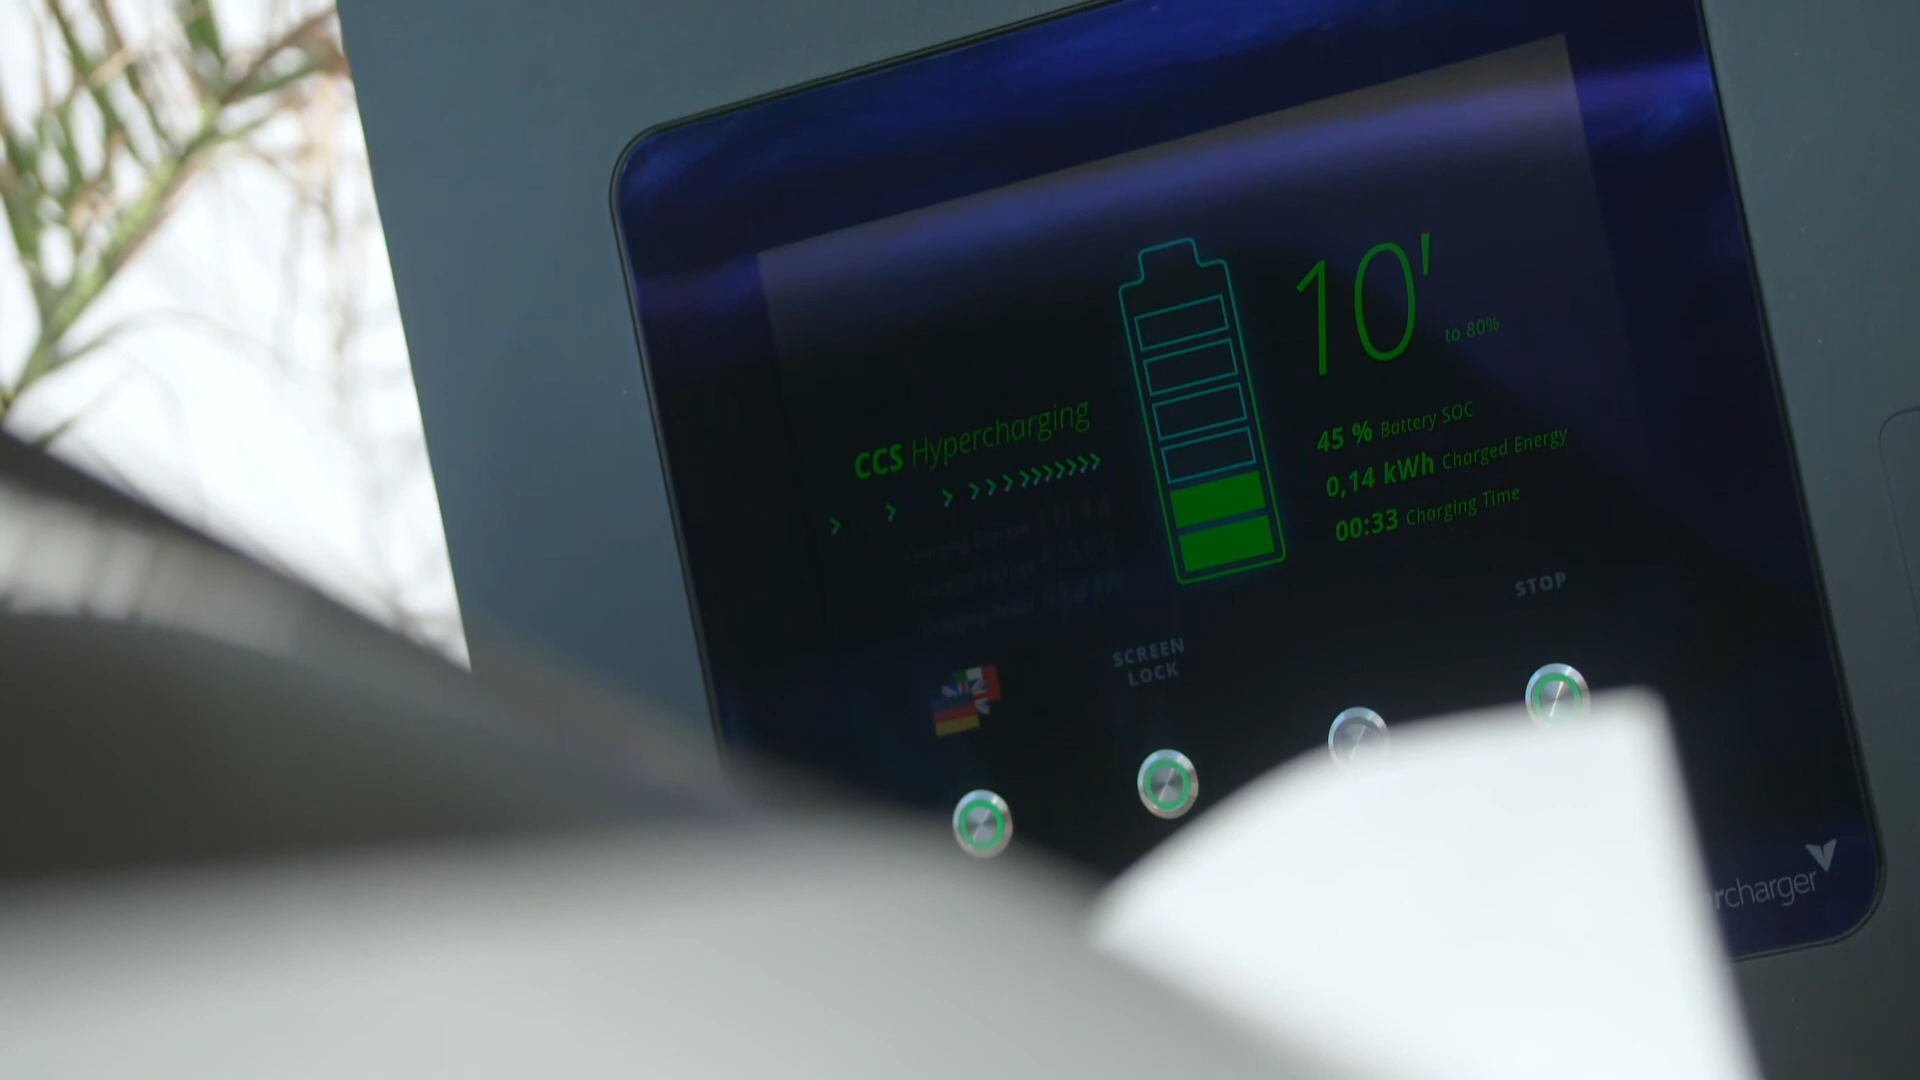 10'
to 80%
CCS Hypercharging
45 % Battery SOC
0,14 kWh Charged Energy
00:33 Charging Time
STOP
SCREEN
LOCK
ercharger